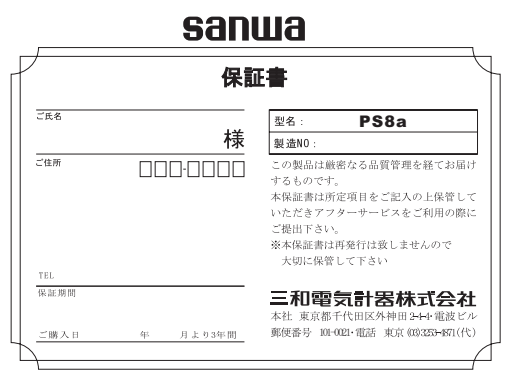 sanwa
保証書
ご氏名
様
ご住所
TEL
保証期間
ご購入日 年 月より3年間
型名： PS8a
製造NO：
この製品は厳密なる品質管理を経てお届け
するものです。
本保証書は所定項目をご記入の上保管して
いただきアフターサービスをご利用の際に
ご提出下さい。
※本保証書は再発行は致しませんので
大切に保管して下さい
三和電気計器株式会社
本社 東京都千代田区外神田2-4-4・電波ビル
郵便番号 101-0021・電話 東京(03)3253-4871(代)